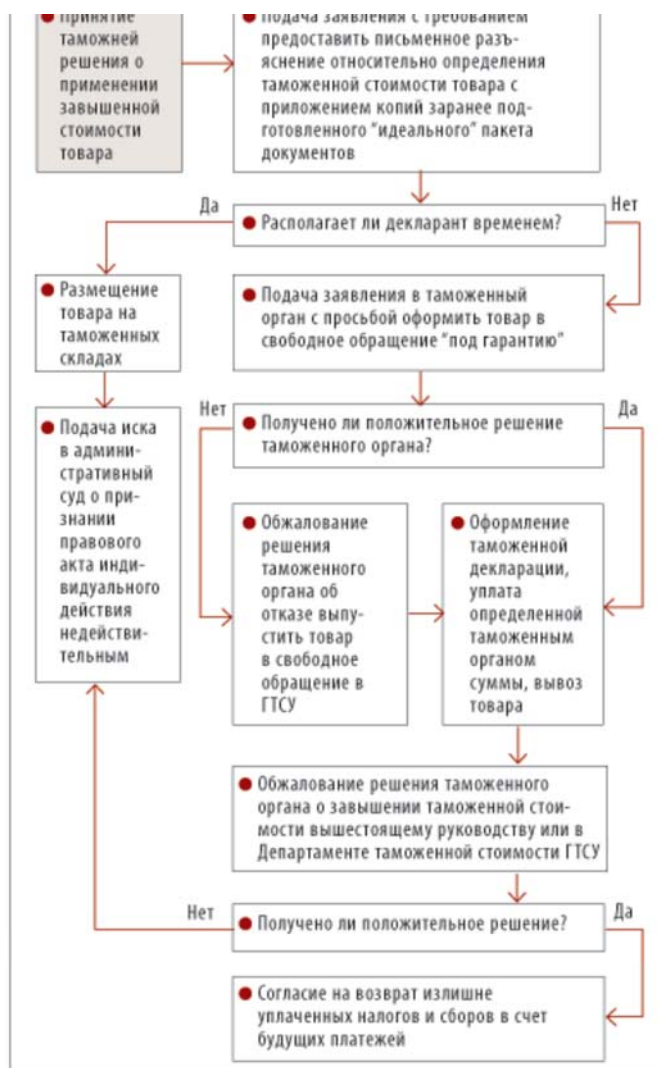 Принятие
таможней
решения о
применении
завышенной
стоимости
товара
Подача заявления с требованием
предоставить письменное разъ-
яснение относительно определения
таможенной стоимости товара с
приложением копий заранее под-
готовленного "идеального" пакета
документов
Да
Располагает ли декларант временем?
Нет
Размещение
товара на
таможенных
складах
Подача заявления в таможенный
орган с просьбой оформить товар в
свободное обращение "под гарантию"
Подача иска
в админи-
стративный
суд о при-
знании
правового
акта инди-
видуального
действия
недействи-
тельным
Нет
Получено ли положительное решение
таможенного органа?
Да
Обжалование
решения
таможенного
органа об
отказе выпу-
стить товар
в свободное
обращение в
ГТСУ
Оформление
таможенной
декларации,
уплата
определенной
таможенным
органом
суммы, вывоз
товара
Обжалование решения таможенного
органа о завышении таможенной стои-
мости вышестоящему руководству или в
Департаменте таможенной стоимости ГТСУ
Нет
Получено ли положительное решение?
Да
Согласие на возврат излишне
уплаченных налогов и сборов в счет
будущих платежей